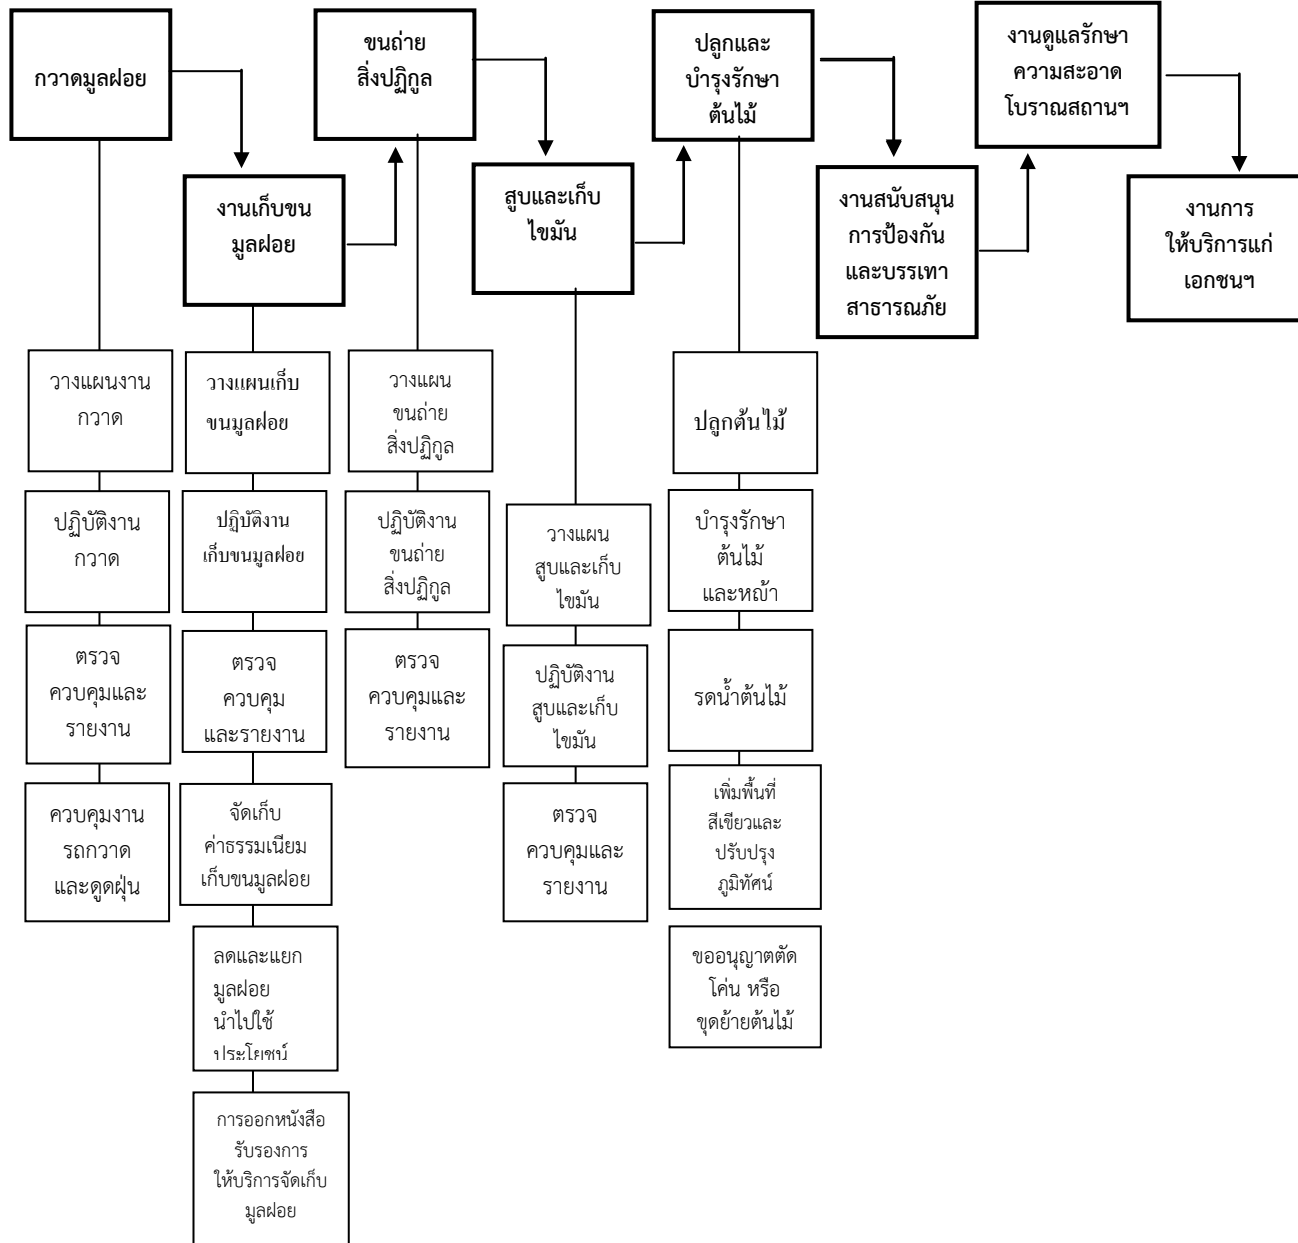 กวาดมูลฝอย
งานเก็บขน
มูลฝอย
ขนถ่าย
สิ่งปฏิกูล
สูบและเก็บ
ไขมัน
ปลูกและ
บำรุงรักษา
ต้นไม้
งานสนับสนุน
การป้องกัน
และบรรเทา
สาธารณภัย
งานดูแลรักษา
ความสะอาด
โบราณสถานฯ
งานการ
ให้บริการแก่
เอกชนฯ
วางแผนงาน
กวาด
ปฏิบัติงาน
กวาด
ตรวจ
ควบคุมและ
รายงาน
ควบคุมงาน
รถกวาด
และดูดฝุ่น
วางแผนเก็บ
ขนมูลฝอย
ปฏิบัติงาน
เก็บขนมูลฝอย
ตรวจ
ควบคุม
และรายงาน
จัดเก็บ
ค่าธรรมเนียม
เก็บขนมูลฝอย
ลดและแยก
มูลฝอย
นำไปใช้
ประโยชน์
การออกหนังสือ
รับรองการ
ให้บริการจัดเก็บ
มูลฝอย
วางแผน
ขนถ่าย
สิ่งปฏิกูล
ปฏิบัติงาน
ขนถ่าย
สิ่งปฏิกูล
ตรวจ
ควบคุมและ
รายงาน
วางแผน
สูบและเก็บ
ไขมัน
ปฏิบัติงาน
สูบและเก็บ
ไขมัน
ตรวจ
ควบคุมและ
รายงาน
ปลูกต้นไม้
บำรุงรักษา
ต้นไม้
และหญ้า
รดน้ำต้นไม้
เพิ่มพื้นที่
สีเขียวและ
ปรับปรุง
ภูมิทัศน์
ขออนุญาตตัด
โค่น หรือ
ขุดย้ายต้นไม้